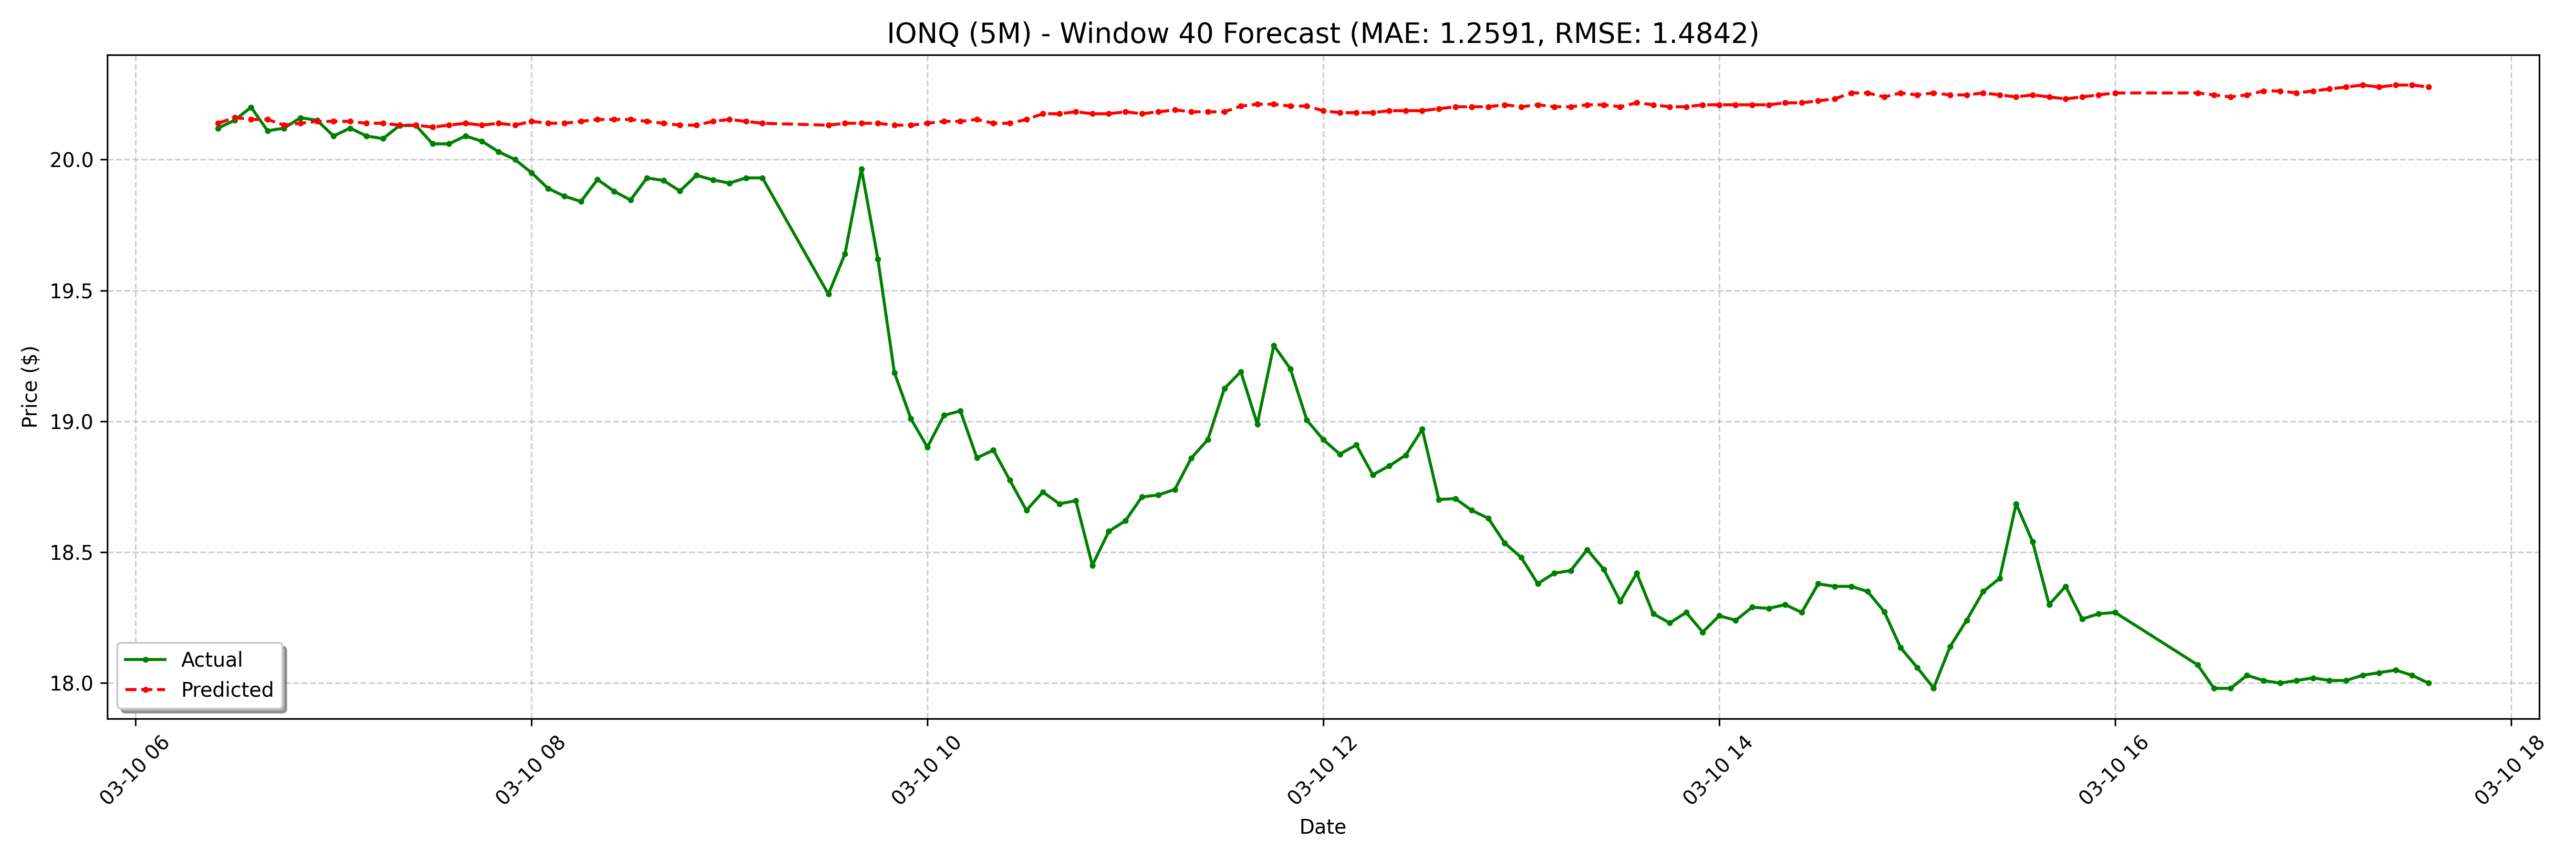 IONQ (5M) - Window 40 Forecast (MAE: 1.2591, RMSE: 1.4842)
Price ($)
20.0
19.5
19.0
18.5
18.0
Actual
Predicted
03-10 06
03-10 08
03-10 10
03-10 12
03-10 14
03-10 16
03-10 18
Date